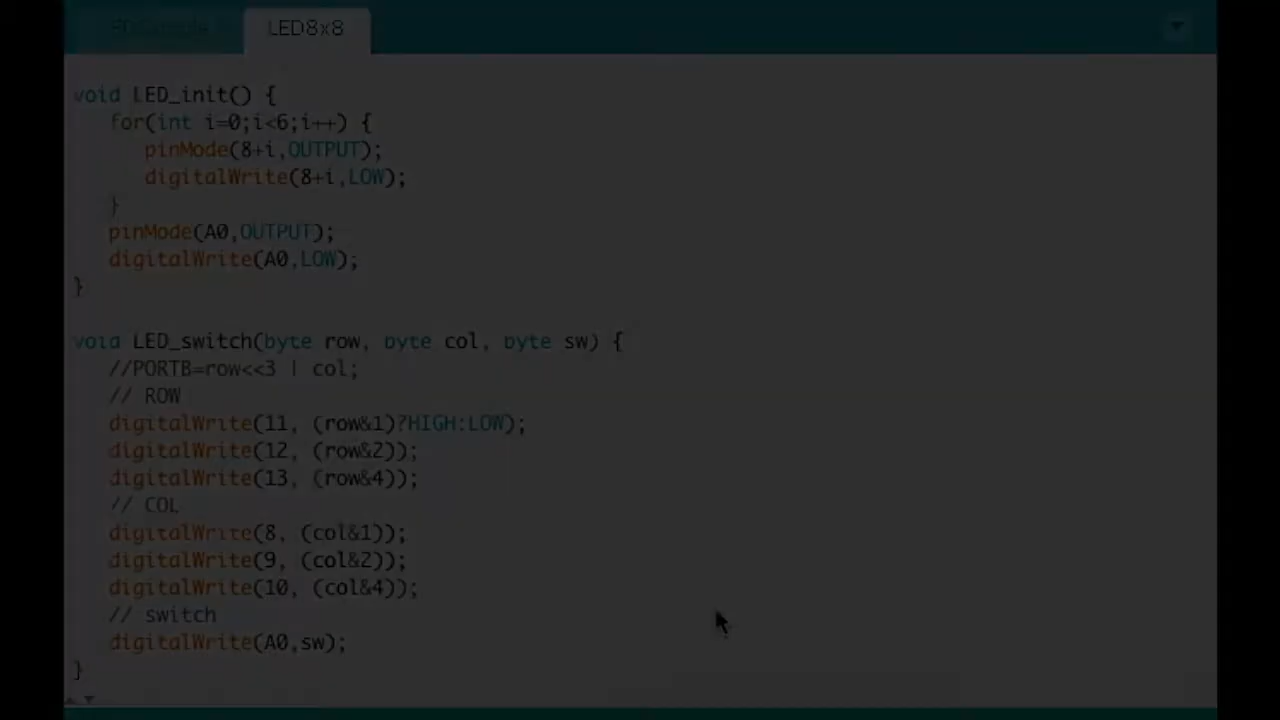 LED8x8
void LED_init() {
   for(int i=0;i<6;i++) {
      pinMode(8+i,OUTPUT);
      digitalWrite(8+i,LOW);
   }
   pinMode(A0,OUTPUT);
   digitalWrite(A0,LOW);
}
void LED_switch(byte row, byte col, byte sw) {
   //PORTB=row<<3 | col;
   // ROW
   digitalWrite(11, (row&1)?HIGH:LOW);
   digitalWrite(12, (row&2));
   digitalWrite(13, (row&4));
   // COL
   digitalWrite(8, (col&1));
   digitalWrite(9, (col&2));
   digitalWrite(10, (col&4));
   // switch
   digitalWrite(A0,sw);
}